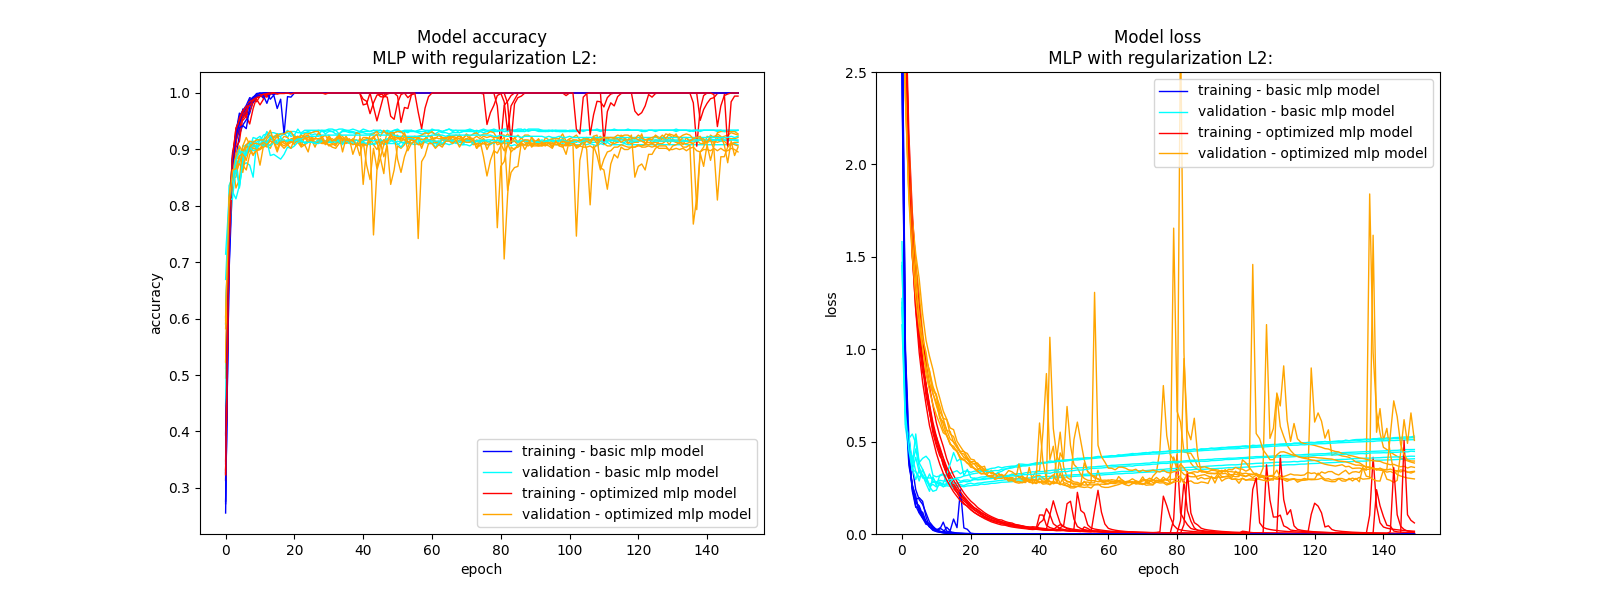 Model accuracy
MLP with regularization L2:
1.0
0.9
0.8
0.7
0.6
0.5
0.4
0.3
accuracy
training - basic mlp model
validation - basic mlp model
training - optimized mlp model
validation - optimized mlp model
0 20 40 60 80 100 120 140
epoch
Model loss
MLP with regularization L2:
2.5
2.0
1.5
1.0
0.5
0.0
loss
training - basic mlp model
validation - basic mlp model
training - optimized mlp model
validation - optimized mlp model
0 20 40 60 80 100 120 140
epoch